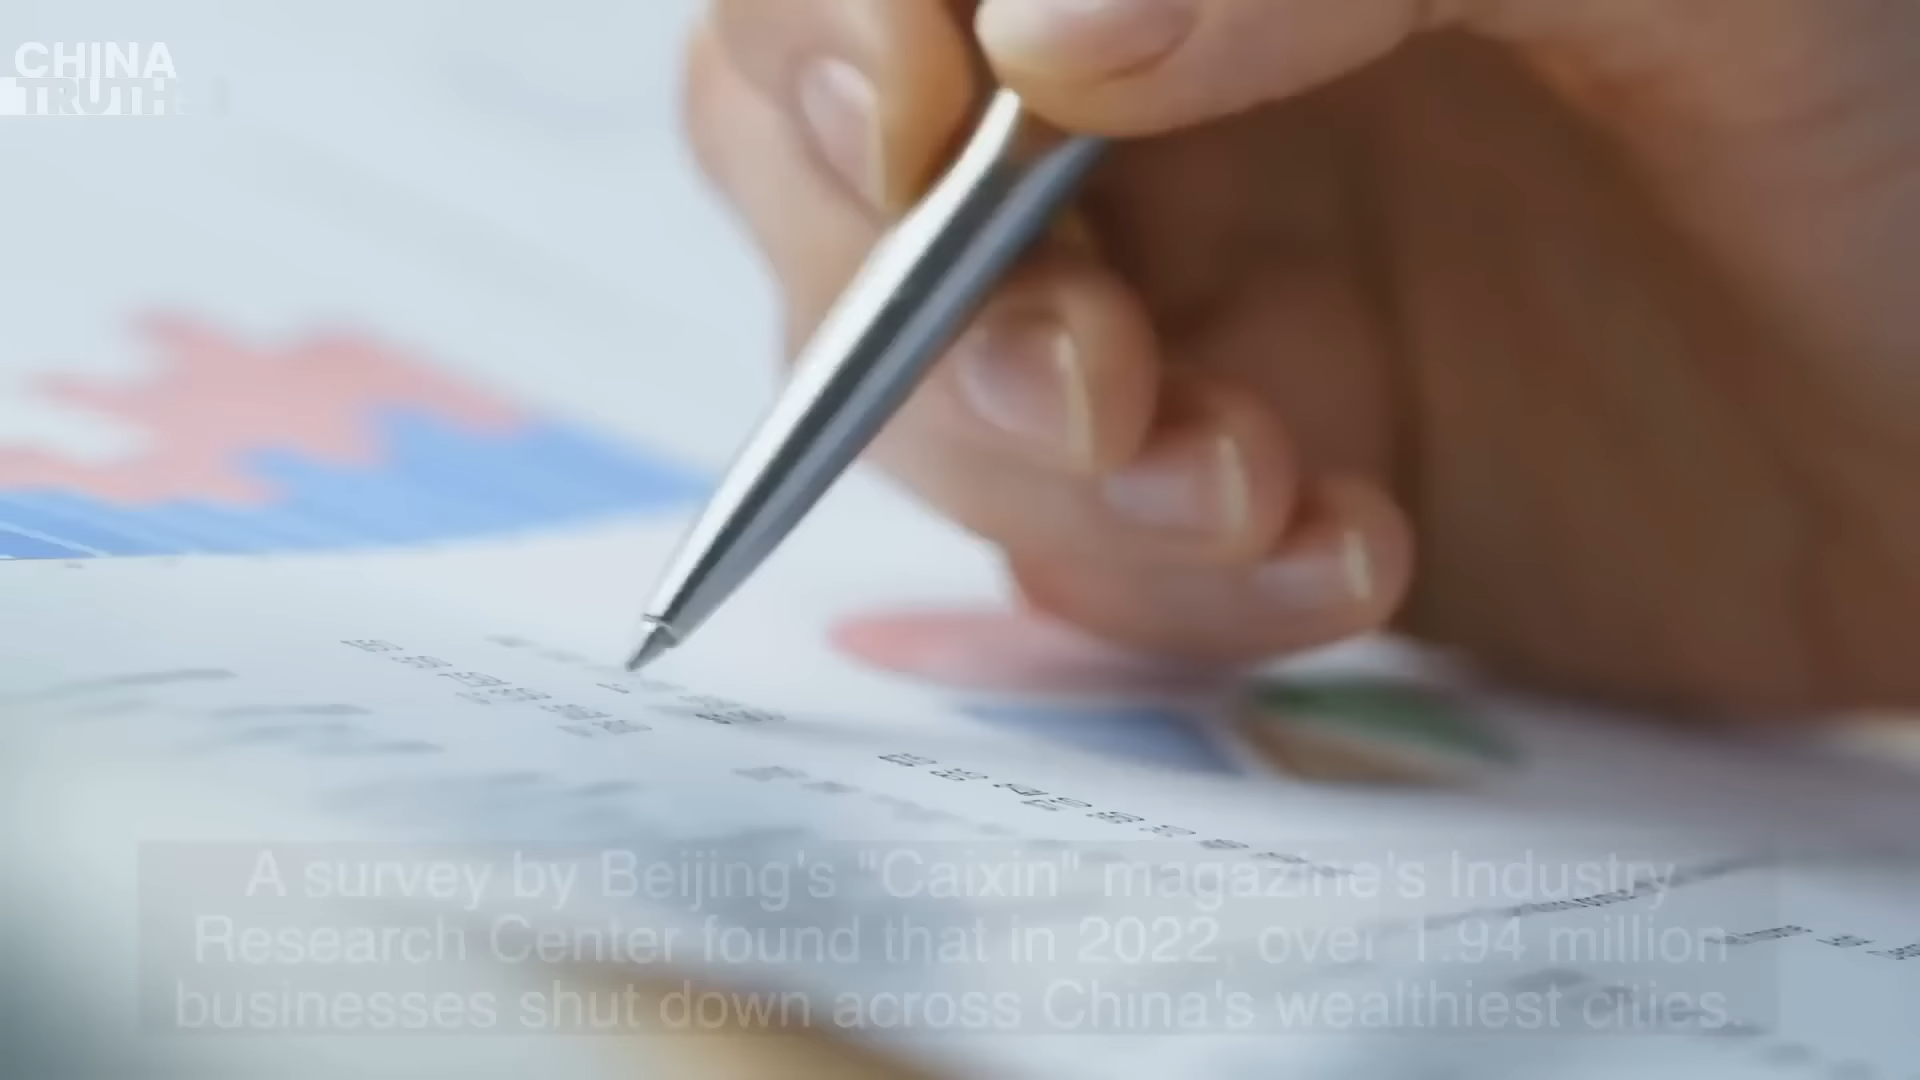 CHINA
TRUTH
A survey by Beijing's "Caixin" magazine's Industry
Research Center found that in 2022, over 1.94 million
businesses shut down across China's wealthiest cities.